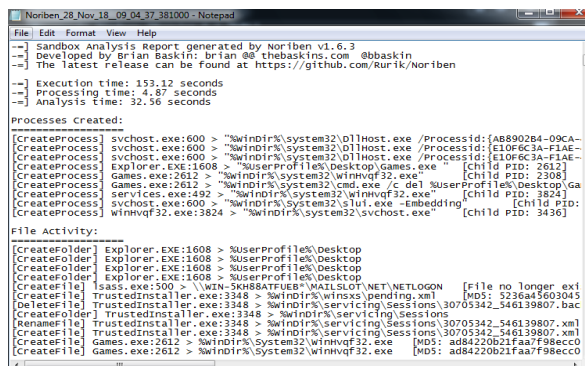 Noriben_28_Nov_18__09_04_37_381000 - Notepad
File Edit Format View Help
-=] Sandbox Analysis Report generated by Noriben v1.6.3
-=] Developed by Brian Baskin: brian @@ thebaskins.com @bbaskin
-=] The latest release can be found at https://github.com/Rurik/Noriben
-=] Execution time: 153.12 seconds
-=] Processing time: 4.87 seconds
-=] Analysis time: 32.56 seconds
Processes Created:
==================
[CreateProcess] svchost.exe:600 > "%WinDir%\system32\DllHost.exe /Processid:{AB8902B4-09CA-
[CreateProcess] svchost.exe:600 > "%WinDir%\system32\DllHost.exe /Processid:{E10F6C3A-F1AE-
[CreateProcess] svchost.exe:600 > "%WinDir%\system32\DllHost.exe /Processid:{E10F6C3A-F1AE-
[CreateProcess] Explorer.EXE:1608 > "%UserProfile%\Desktop\Games.exe " [Child PID: 2612]
[CreateProcess] Games.exe:2612 > "%WinDir%\system32\WinHvqf32.exe" [Child PID: 2308]
[CreateProcess] Games.exe:2612 > "%WinDir%\system32\cmd.exe /c del %UserProfile%\Desktop\Ga
[CreateProcess] services.exe:492 > "%WinDir%\system32\WinHvqf32.exe" [Child PID: 3824]
[CreateProcess] svchost.exe:600 > "%WinDir%\system32\slui.exe -Embedding" [Child PID:
[CreateProcess] WinHvqf32.exe:3824 > "%WinDir%\system32\svchost.exe" [Child PID: 3436]
File Activity:
==================
[CreateFolder] Explorer.EXE:1608 > %UserProfile%\Desktop
[CreateFolder] Explorer.EXE:1608 > %UserProfile%\Desktop
[CreateFolder] Explorer.EXE:1608 > %UserProfile%\Desktop
[CreateFolder] Explorer.EXE:1608 > %UserProfile%\Desktop
[CreateFile] lsass.exe:500 > \\WIN-5KH88ATFUEB*\MAILSLOT\NET\NETLOGON [File no longer exi
[CreateFile] TrustedInstaller.exe:3348 > %WinDir%\winsxs\pending.xml [MD5: 5236a45603045
[DeleteFile] TrustedInstaller.exe:3348 > %WinDir%\servicing\Sessions\30705342_546139807.bac
[CreateFolder] TrustedInstaller.exe:3348 > %WinDir%\servicing\Sessions
[RenameFile] TrustedInstaller.exe:3348 > %WinDir%\servicing\Sessions\30705342_546139807.xml
[CreateFile] TrustedInstaller.exe:3348 > %WinDir%\servicing\Sessions\30705342_546139807.xml
[CreateFile] Games.exe:2612 > %WinDir%\System32\WinHvqf32.exe [MD5: ad84220b21faa7f98ecc0
[CreateFile] Games.exe:2612 > %WinDir%\System32\WinHvqf32.exe [MD5: ad84220b21faa7f98ecc0